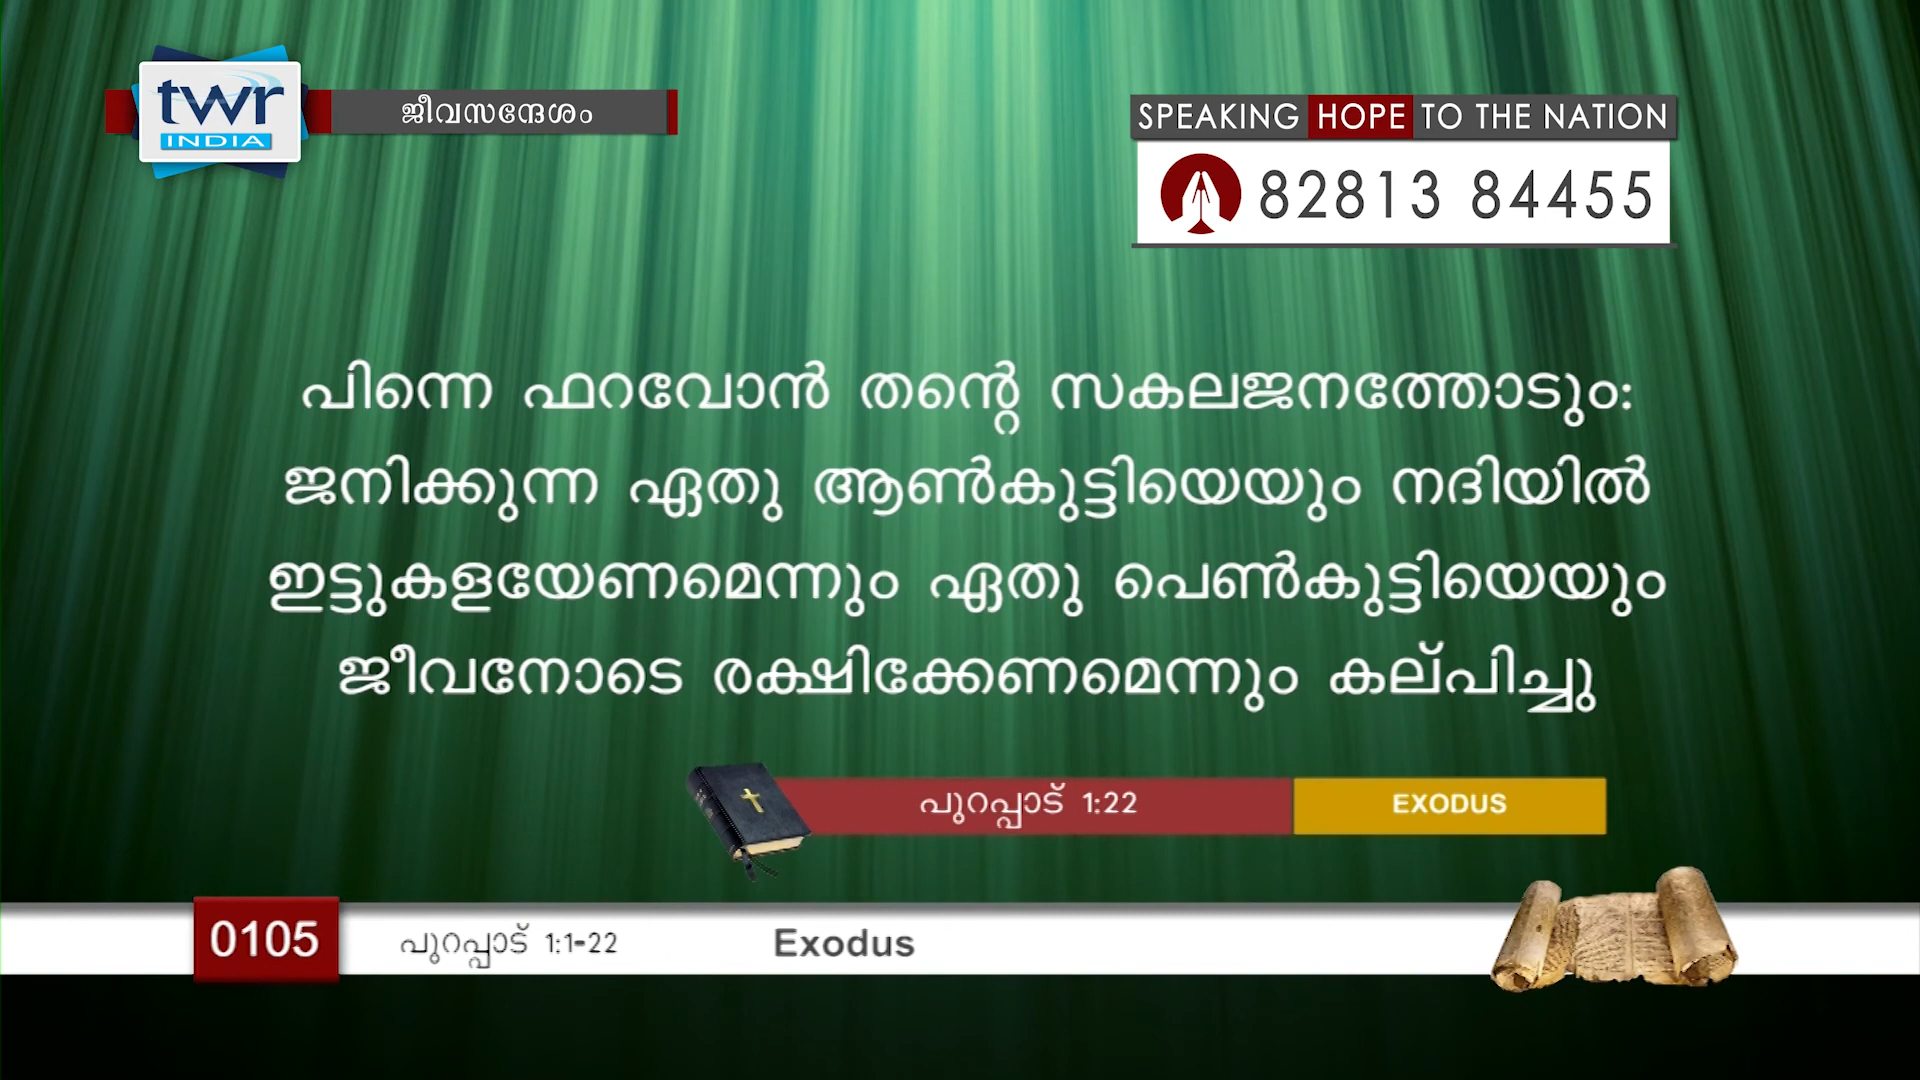 twr
INDIA
ജീവസന്ദേശം
SPEAKING HOPE TO THE NATION
82813 84455
പിന്നെ ഫറവോൻ തന്റെ സകലജനത്തോടും:
ജനിക്കുന്ന ഏതു ആൺകുട്ടിയെയും നദിയിൽ
ഇട്ടുകളയേണമെന്നും ഏതു പെൺകുട്ടിയെയും
ജീവനോടെ രക്ഷിക്കേണമെന്നും കല്പിച്ചു
പുറപ്പാട് 1:22
EXODUS
0105
പുറപ്പാട് 1:1-22
Exodus